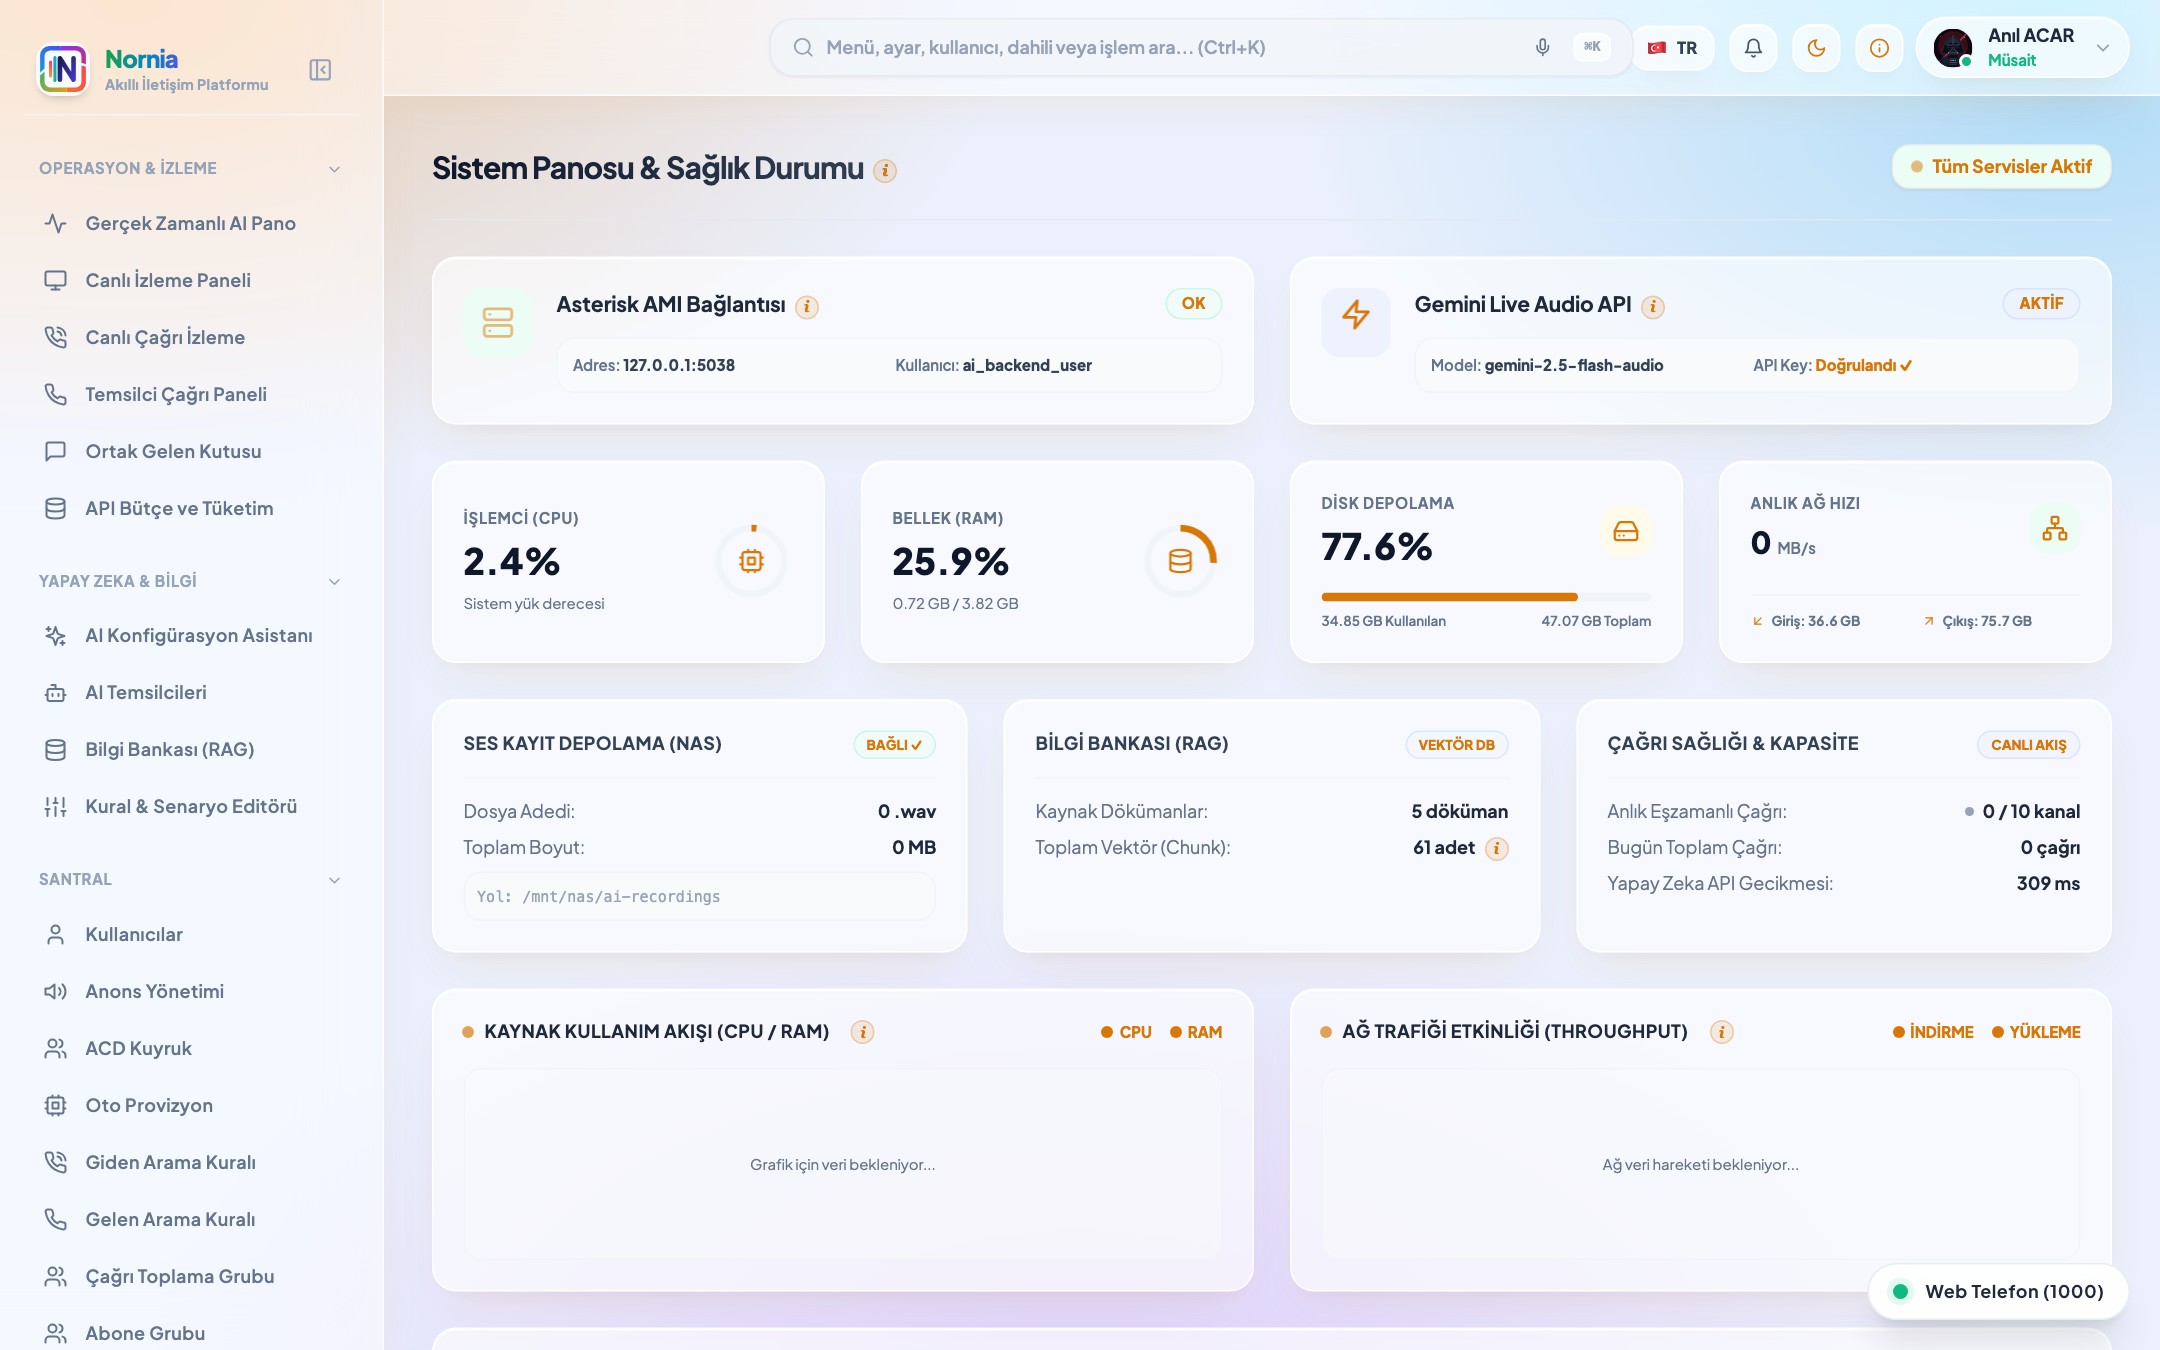 Nornia
Akıllı İletişim Platformu
Menü, ayar, kullanıcı, dahili veya işlem ara... (Ctrl+K)
⌘K
TR
Anıl ACAR
Müsait
OPERASYON & İZLEME
Gerçek Zamanlı AI Pano
Canlı İzleme Paneli
Canlı Çağrı İzleme
Temsilci Çağrı Paneli
Ortak Gelen Kutusu
API Bütçe ve Tüketim
YAPAY ZEKA & BİLGİ
AI Konfigürasyon Asistanı
AI Temsilcileri
Bilgi Bankası (RAG)
Kural & Senaryo Editörü
SANTRAL
Kullanıcılar
Anons Yönetimi
ACD Kuyruk
Oto Provizyon
Giden Arama Kuralı
Gelen Arama Kuralı
Çağrı Toplama Grubu
Abone Grubu
Sistem Panosu & Sağlık Durumu
Tüm Servisler Aktif
Asterisk AMI Bağlantısı
OK
Adres: 127.0.0.1:5038
Kullanıcı: ai_backend_user
Gemini Live Audio API
AKTİF
Model: gemini-2.5-flash-audio
API Key: Doğrulandı ✓
İŞLEMCİ (CPU)
2.4%
Sistem yük derecesi
BELLEK (RAM)
25.9%
0.72 GB / 3.82 GB
DİSK DEPOLAMA
77.6%
34.85 GB Kullanılan
47.07 GB Toplam
ANLIK AĞ HIZI
0 MB/s
Giriş: 36.6 GB
Çıkış: 75.7 GB
SES KAYIT DEPOLAMA (NAS)
BAĞLI ✓
Dosya Adedi: 0 .wav
Toplam Boyut: 0 MB
Yol: /mnt/nas/ai-recordings
BİLGİ BANKASI (RAG)
VEKTÖR DB
Kaynak Dökümanlar: 5 döküman
Toplam Vektör (Chunk): 61 adet
ÇAĞRI SAĞLIĞI & KAPASİTE
CANLI AKIŞ
Anlık Eşzamanlı Çağrı: 0 / 10 kanal
Bugün Toplam Çağrı: 0 çağrı
Yapay Zeka API Gecikmesi: 309 ms
KAYNAK KULLANIM AKIŞI (CPU / RAM)
CPU
RAM
Grafik için veri bekleniyor...
AĞ TRAFİĞİ ETKİNLİĞİ (THROUGHPUT)
İNDİRME
YÜKLEME
Ağ veri hareketi bekleniyor...
Web Telefon (1000)